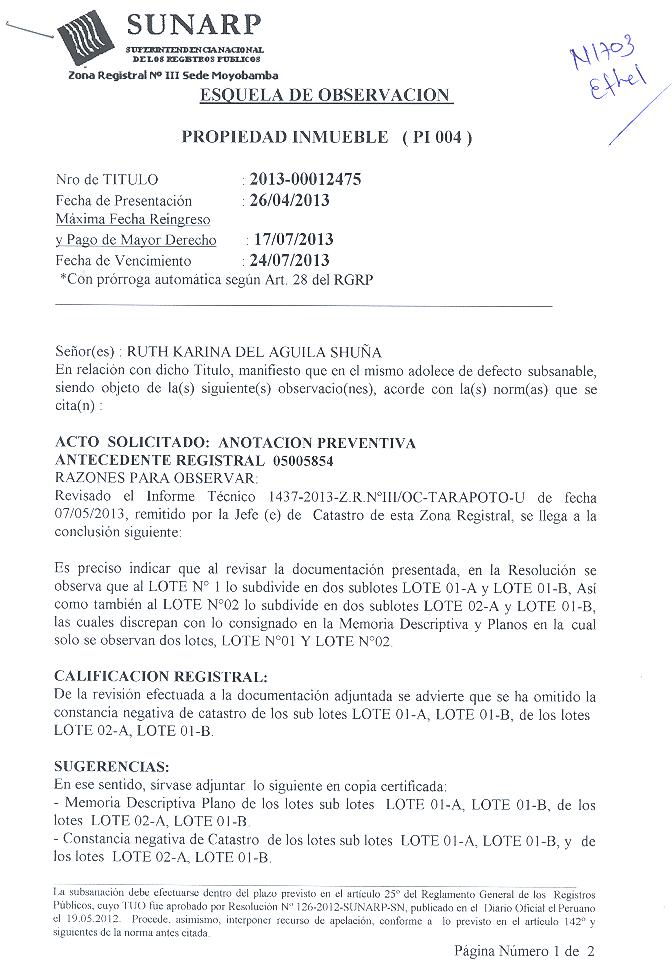 SUNARP
SUPERINTENDENCIA NACIONAL
DE LOS REGISTROS PUBLICOS
Zona Registral Nº III Sede Moyobamba
N1703
Ethel
ESQUELA DE OBSERVACION
PROPIEDAD INMUEBLE ( PI 004 )
Nro de TITULO : 2013-00012475
Fecha de Presentación : 26/04/2013
Máxima Fecha Reingreso
y Pago de Mayor Derecho : 17/07/2013
Fecha de Vencimiento : 24/07/2013
*Con prórroga automática según Art. 28 del RGRP
Señor(es) : RUTH KARINA DEL AGUILA SHUÑA
En relación con dicho Titulo, manifiesto que en el mismo adolece de defecto subsanable,
siendo objeto de la(s) siguiente(s) observacio(nes), acorde con la(s) norm(as) que se
cita(n) :
ACTO SOLICITADO: ANOTACION PREVENTIVA
ANTECEDENTE REGISTRAL 05005854
RAZONES PARA OBSERVAR:
Revisado el Informe Técnico 1437-2013-Z.R.NºIII/OC-TARAPOTO-U de fecha
07/05/2013, remitido por la Jefe (e) de Catastro de esta Zona Registral, se llega a la
conclusión siguiente:
Es preciso indicar que al revisar la documentación presentada, en la Resolución se
observa que al LOTE N° 1 lo subdivide en dos sublotes LOTE 01-A y LOTE 01-B, Así
como también al LOTE N°02 lo subdivide en dos sublotes LOTE 02-A y LOTE 01-B,
las cuales discrepan con lo consignado en la Memoria Descriptiva y Planos en la cual
solo se observan dos lotes, LOTE N°01 Y LOTE N°02.
CALIFICACION REGISTRAL:
De la revisión efectuada a la documentación adjuntada se advierte que se ha omitido la
constancia negativa de catastro de los sub lotes LOTE 01-A, LOTE 01-B, de los lotes
LOTE 02-A, LOTE 01-B.
SUGERENCIAS:
En ese sentido, sírvase adjuntar lo siguiente en copia certificada:
- Memoria Descriptiva Plano de los lotes sub lotes LOTE 01-A, LOTE 01-B, de los
lotes LOTE 02-A, LOTE 01-B.
- Constancia negativa de Catastro de los lotes sub lotes LOTE 01-A, LOTE 01-B, y de
los lotes LOTE 02-A, LOTE 01-B.
La subsanación debe efectuarse dentro del plazo previsto en el artículo 25º del Reglamento General de los Registros
Públicos, cuyo TUO fue aprobado por Resolución Nº 126-2012-SUNARP-SN, publicado en el Diario Oficial el Peruano
el 19.05.2012. Procede, asimismo, interponer recurso de apelación, conforme a lo previsto en el artículo 142º y
siguientes de la norma antes citada.
Página Número 1 de 2